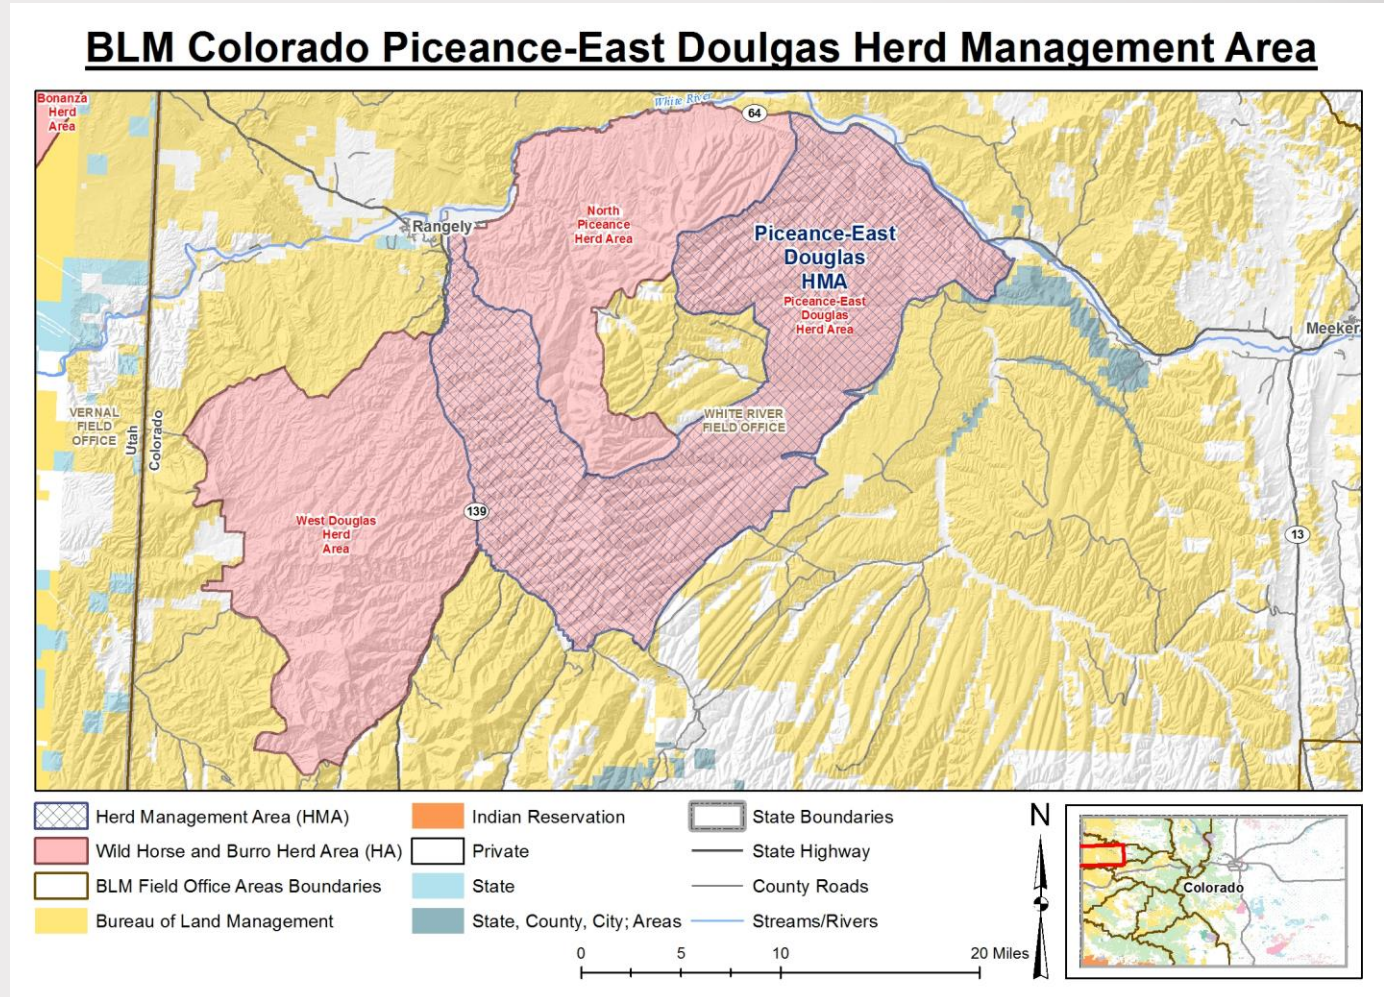 BLM Colorado Piceance-East Doulgas Herd Management Area
Bonanza
Herd
Area
White River
64
Rangely
North
Piceance
Herd Area
Piceance-East
Douglas
HMA
Piceance-East
Douglas
Herd Area
Meeker
VERNAL
FIELD
OFFICE
Utah
Colorado
WHITE RIVER
FIELD OFFICE
West Douglas
Herd
Area
139
13
Herd Management Area (HMA)
Wild Horse and Burro Herd Area (HA)
BLM Field Office Areas Boundaries
Bureau of Land Management
Indian Reservation
Private
State
State, County, City; Areas
State Boundaries
State Highway
County Roads
Streams/Rivers
0 5 10 20 Miles
N
Colorado